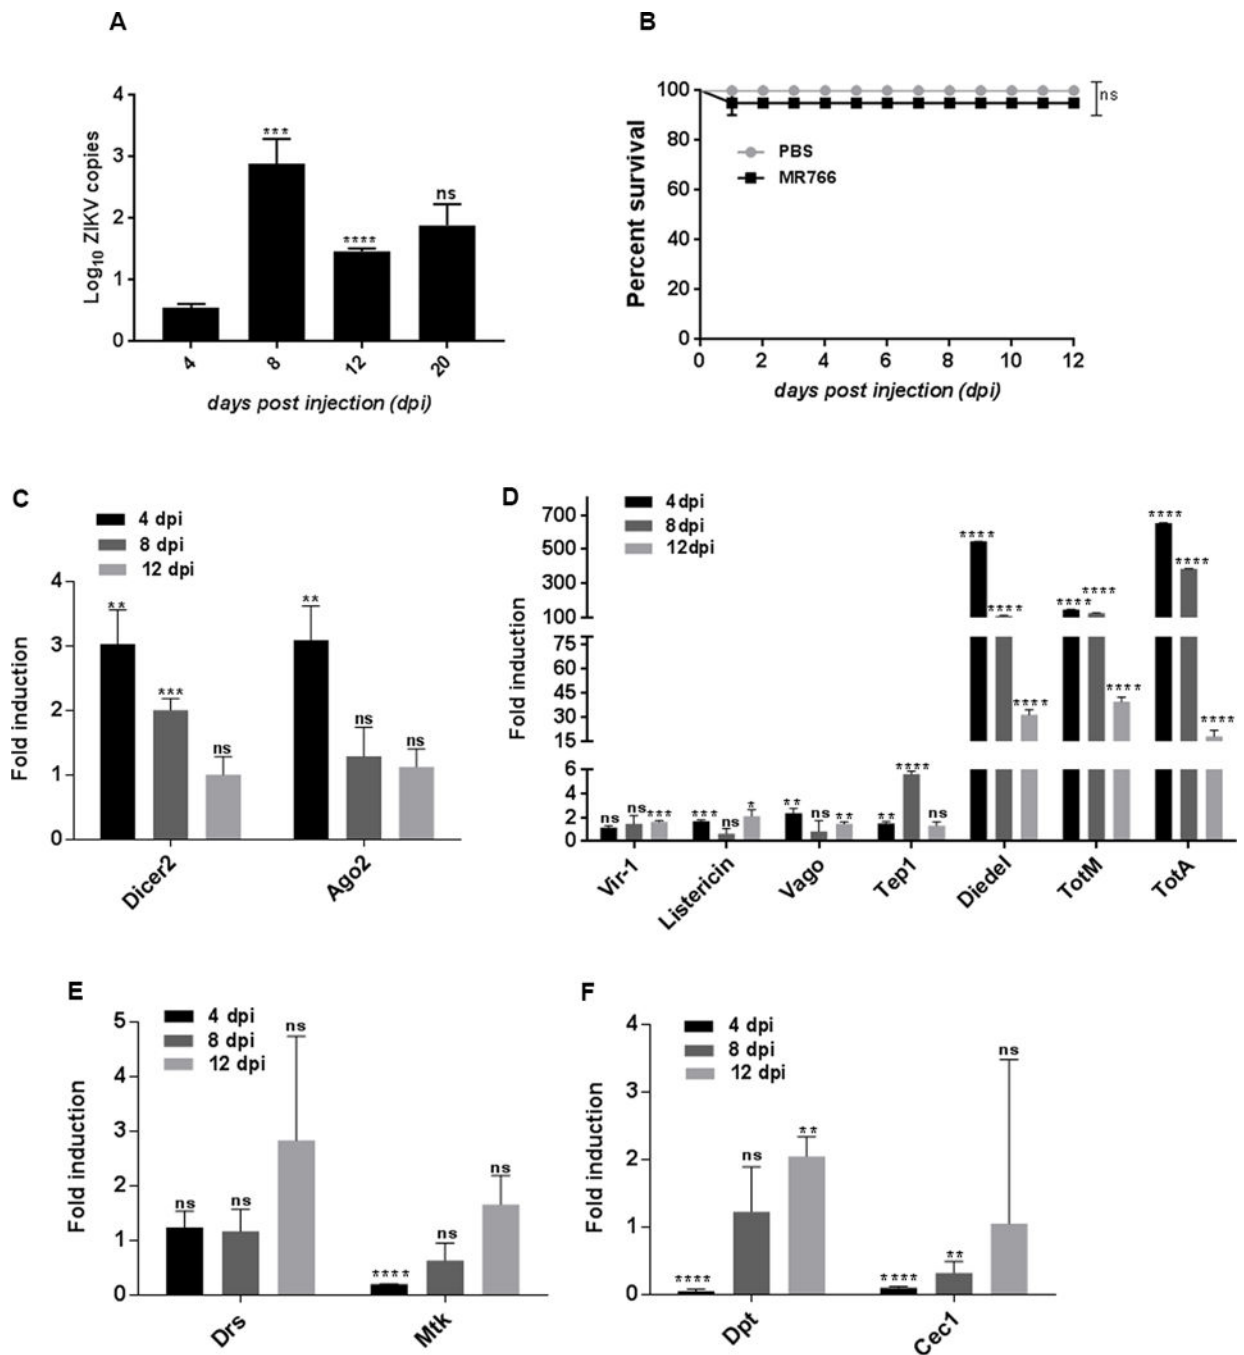 A
Log10 ZIKV copies
4
3
2
1
0
***
****
ns
4
8
12
20
days post injection (dpi)
B
Percent survival
100
80
60
40
20
0
PBS
MR766
ns
0 2 4 6 8 10 12
days post injection (dpi)
C
4 dpi
8 dpi
12 dpi
Fold induction
4
3
2
1
0
** *** ns
** ns ns
Dicer2
Ago2
D
4dpi
8dpi
12dpi
Fold induction
700
500
300
100
75
60
45
30
15
6
4
2
0
ns ns ***
*** ns *
** ns **
** **** ns
**** **** ****
**** **** ****
**** **** ****
Vir-1
Listericin
Vago
Tep1
Diedel
TotM
TotA
E
4 dpi
8 dpi
12 dpi
Fold induction
5
4
3
2
1
0
ns ns ns
**** ns ns
Drs
Mtk
F
4 dpi
8 dpi
12 dpi
Fold induction
4
3
2
1
0
**** ns **
**** ** ns
Dpt
Cec1